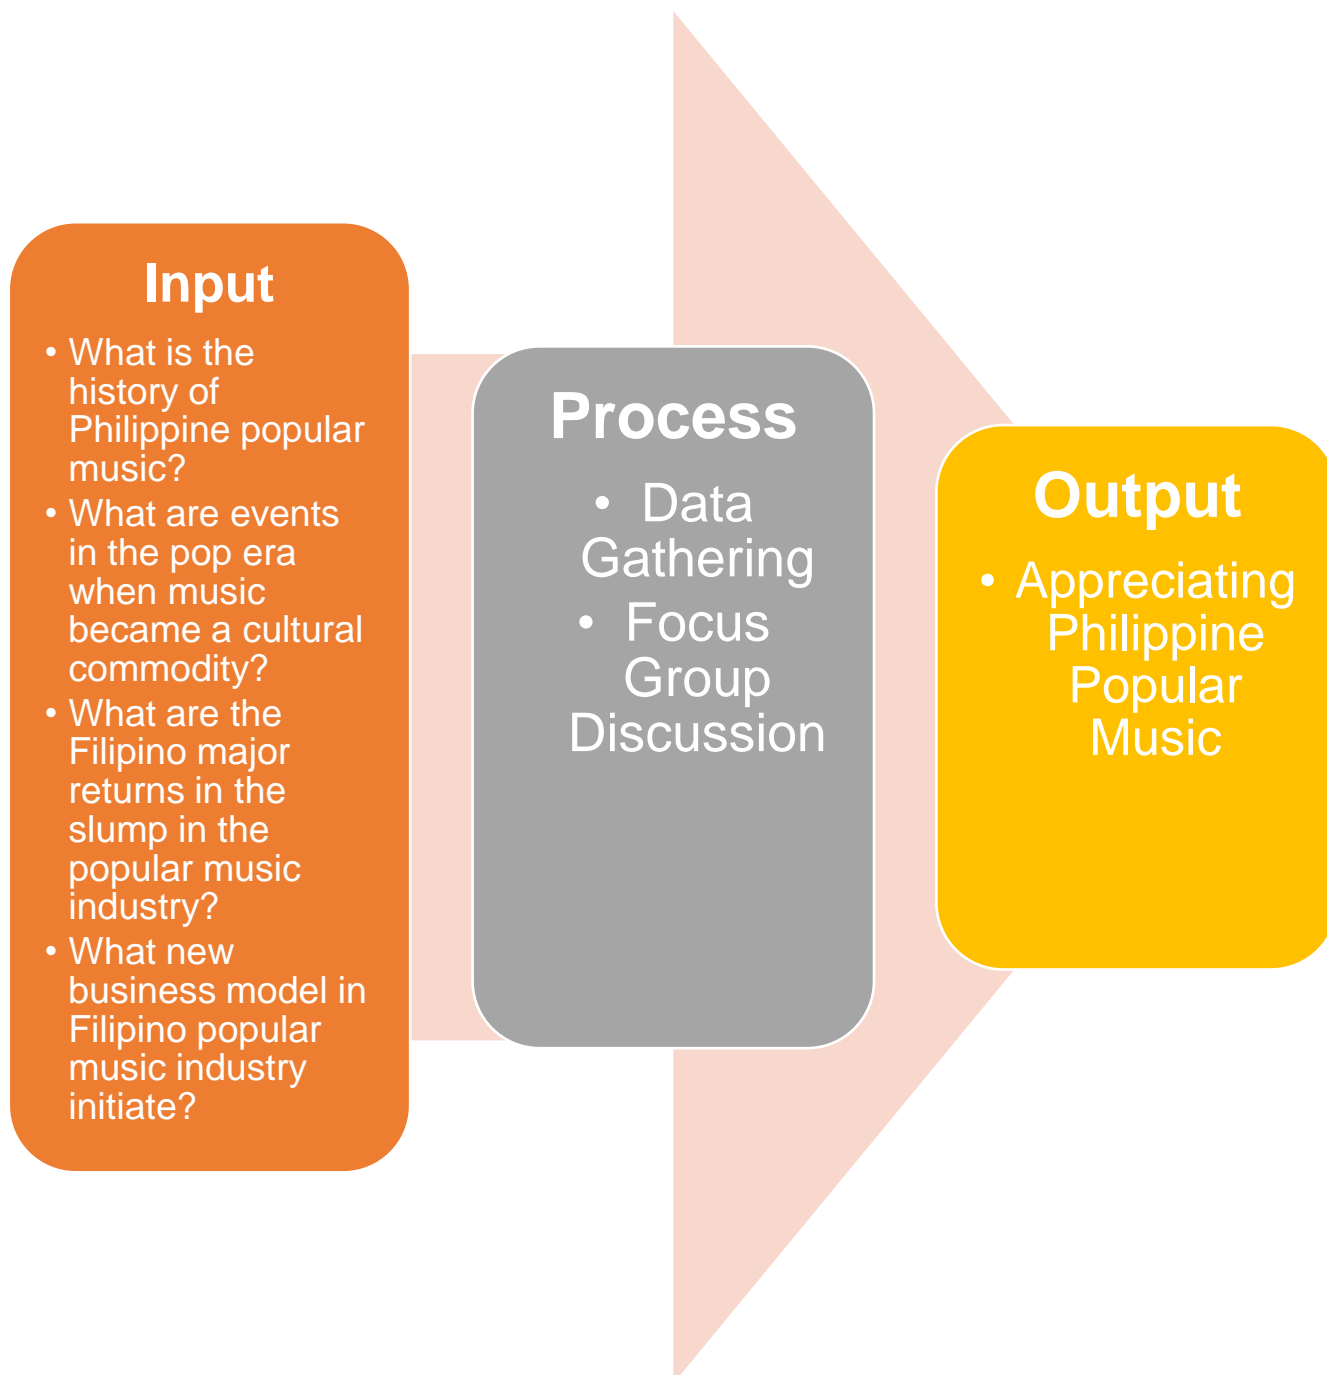 Input
• What is the
history of
Philippine popular
music?
• What are events
in the pop era
when music
became a cultural
commodity?
• What are the
Filipino major
returns in the
slump in the
popular music
industry?
• What new
business model in
Filipino popular
music industry
initiate?
Process
• Data
Gathering
• Focus
Group
Discussion
Output
• Appreciating
Philippine
Popular
Music